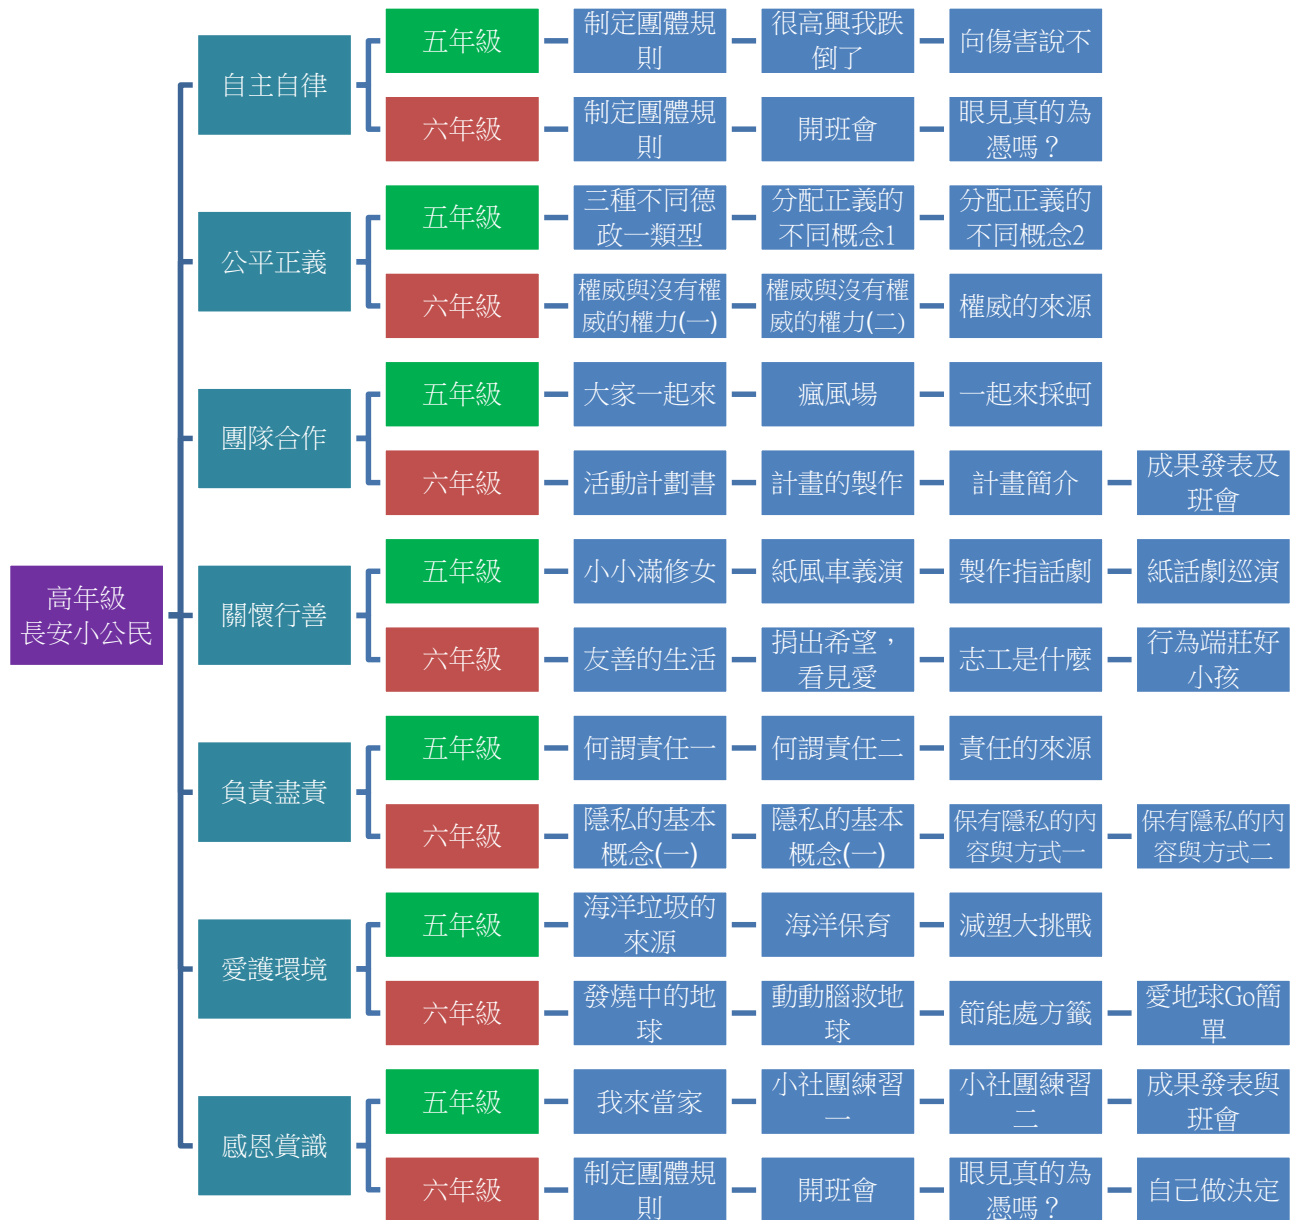 高年級
長安小公民
自主自律
五年級
制定團體規
則
很高興我跌
倒了
向傷害說不
六年級
制定團體規
則
開班會
眼見真的為
憑嗎？
公平正義
五年級
三種不同德
政一類型
分配正義的
不同概念1
分配正義的
不同概念2
六年級
權威與沒有權
威的權力(一)
權威與沒有權
威的權力(二)
權威的來源
團隊合作
五年級
大家一起來
瘋風場
一起來採蚵
六年級
活動計劃書
計畫的製作
計畫簡介
成果發表及
班會
關懷行善
五年級
小小滿修女
紙風車義演
製作指話劇
紙話劇巡演
六年級
友善的生活
捐出希望，
看見愛
志工是什麼
行為端莊好
小孩
負責盡責
五年級
何謂責任一
何謂責任二
責任的來源
六年級
隱私的基本
概念(一)
隱私的基本
概念(一)
保有隱私的內
容與方式一
保有隱私的內
容與方式二
愛護環境
五年級
海洋垃圾的
來源
海洋保育
減塑大挑戰
六年級
發燒中的地
球
動動腦救地
球
節能處方籤
愛地球Go簡
單
感恩賞識
五年級
我來當家
小社團練習
一
小社團練習
二
成果發表與
班會
六年級
制定團體規
則
開班會
眼見真的為
憑嗎？
自己做決定